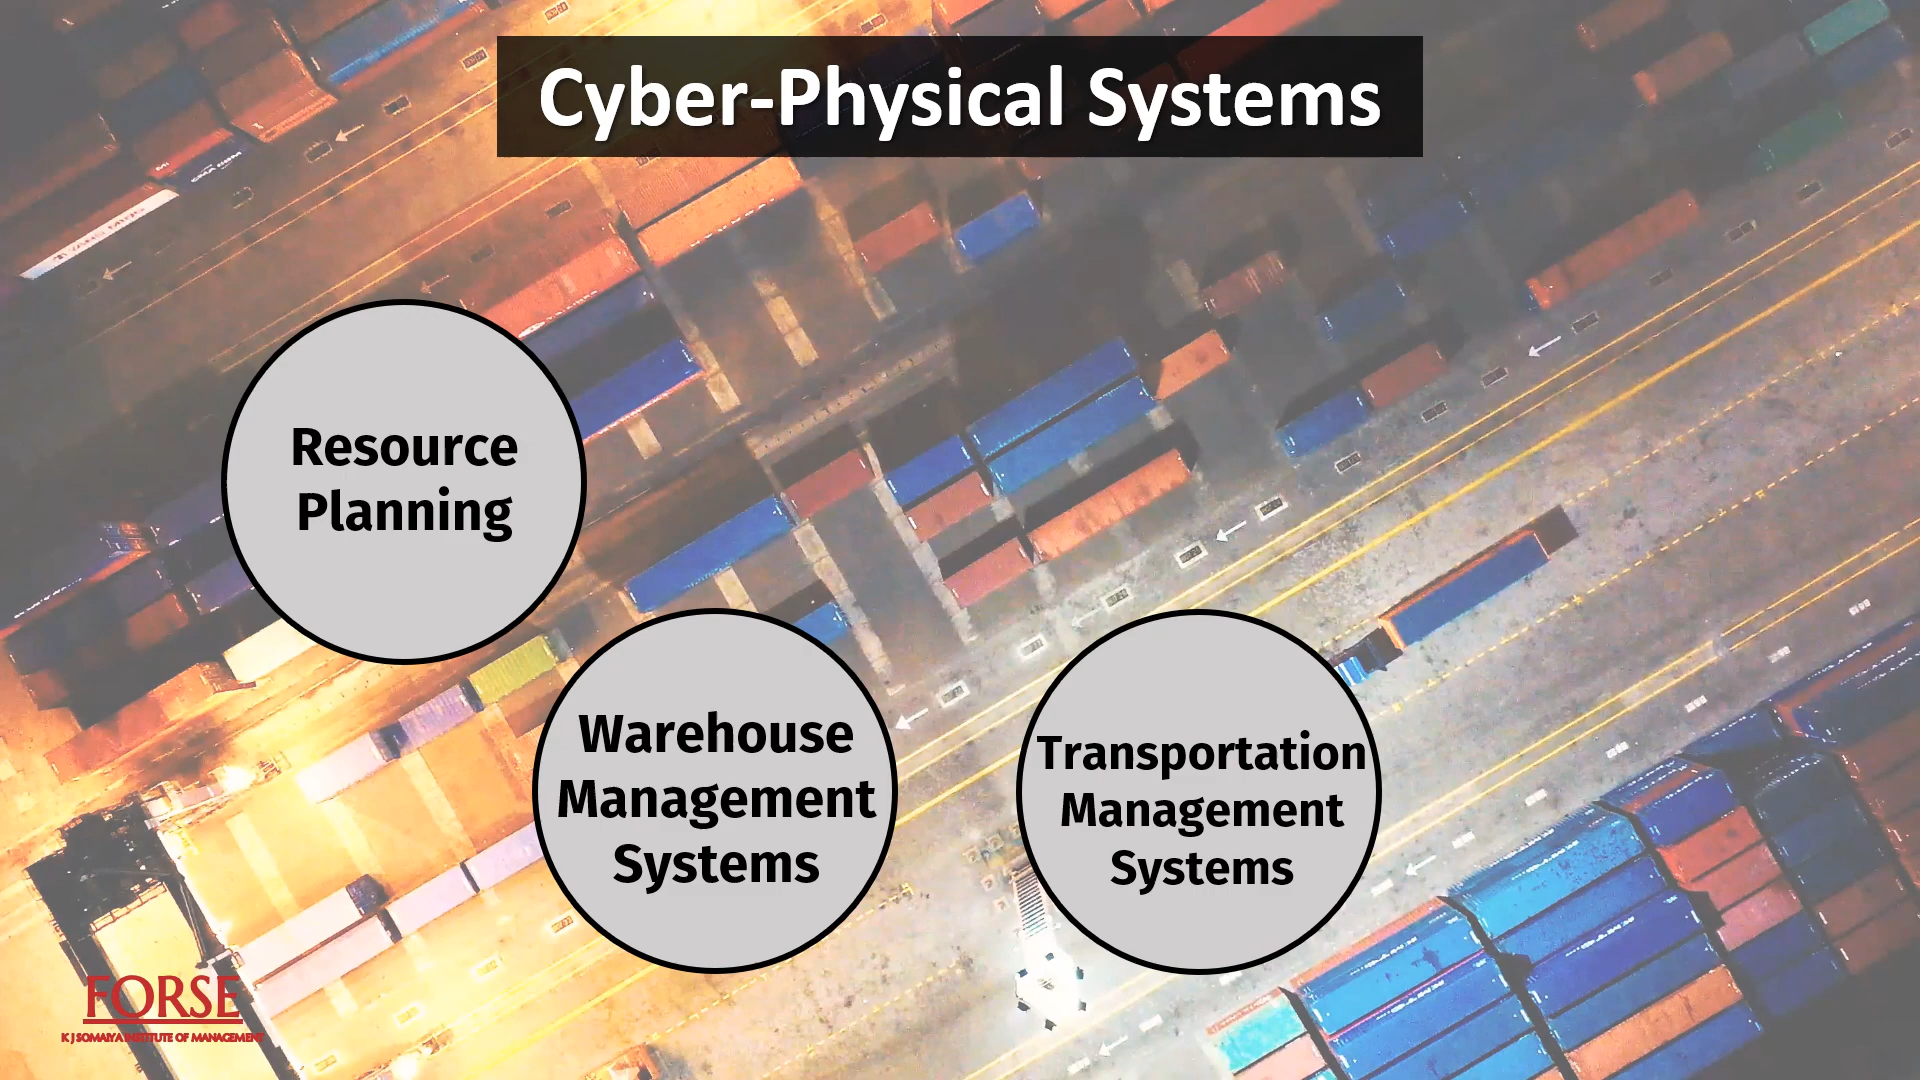 Cyber-Physical Systems
Resource
Planning
Warehouse
Management
Systems
Transportation
Management
Systems
FORSE
K J SOMAIYA INSTITUTE OF MANAGEMENT